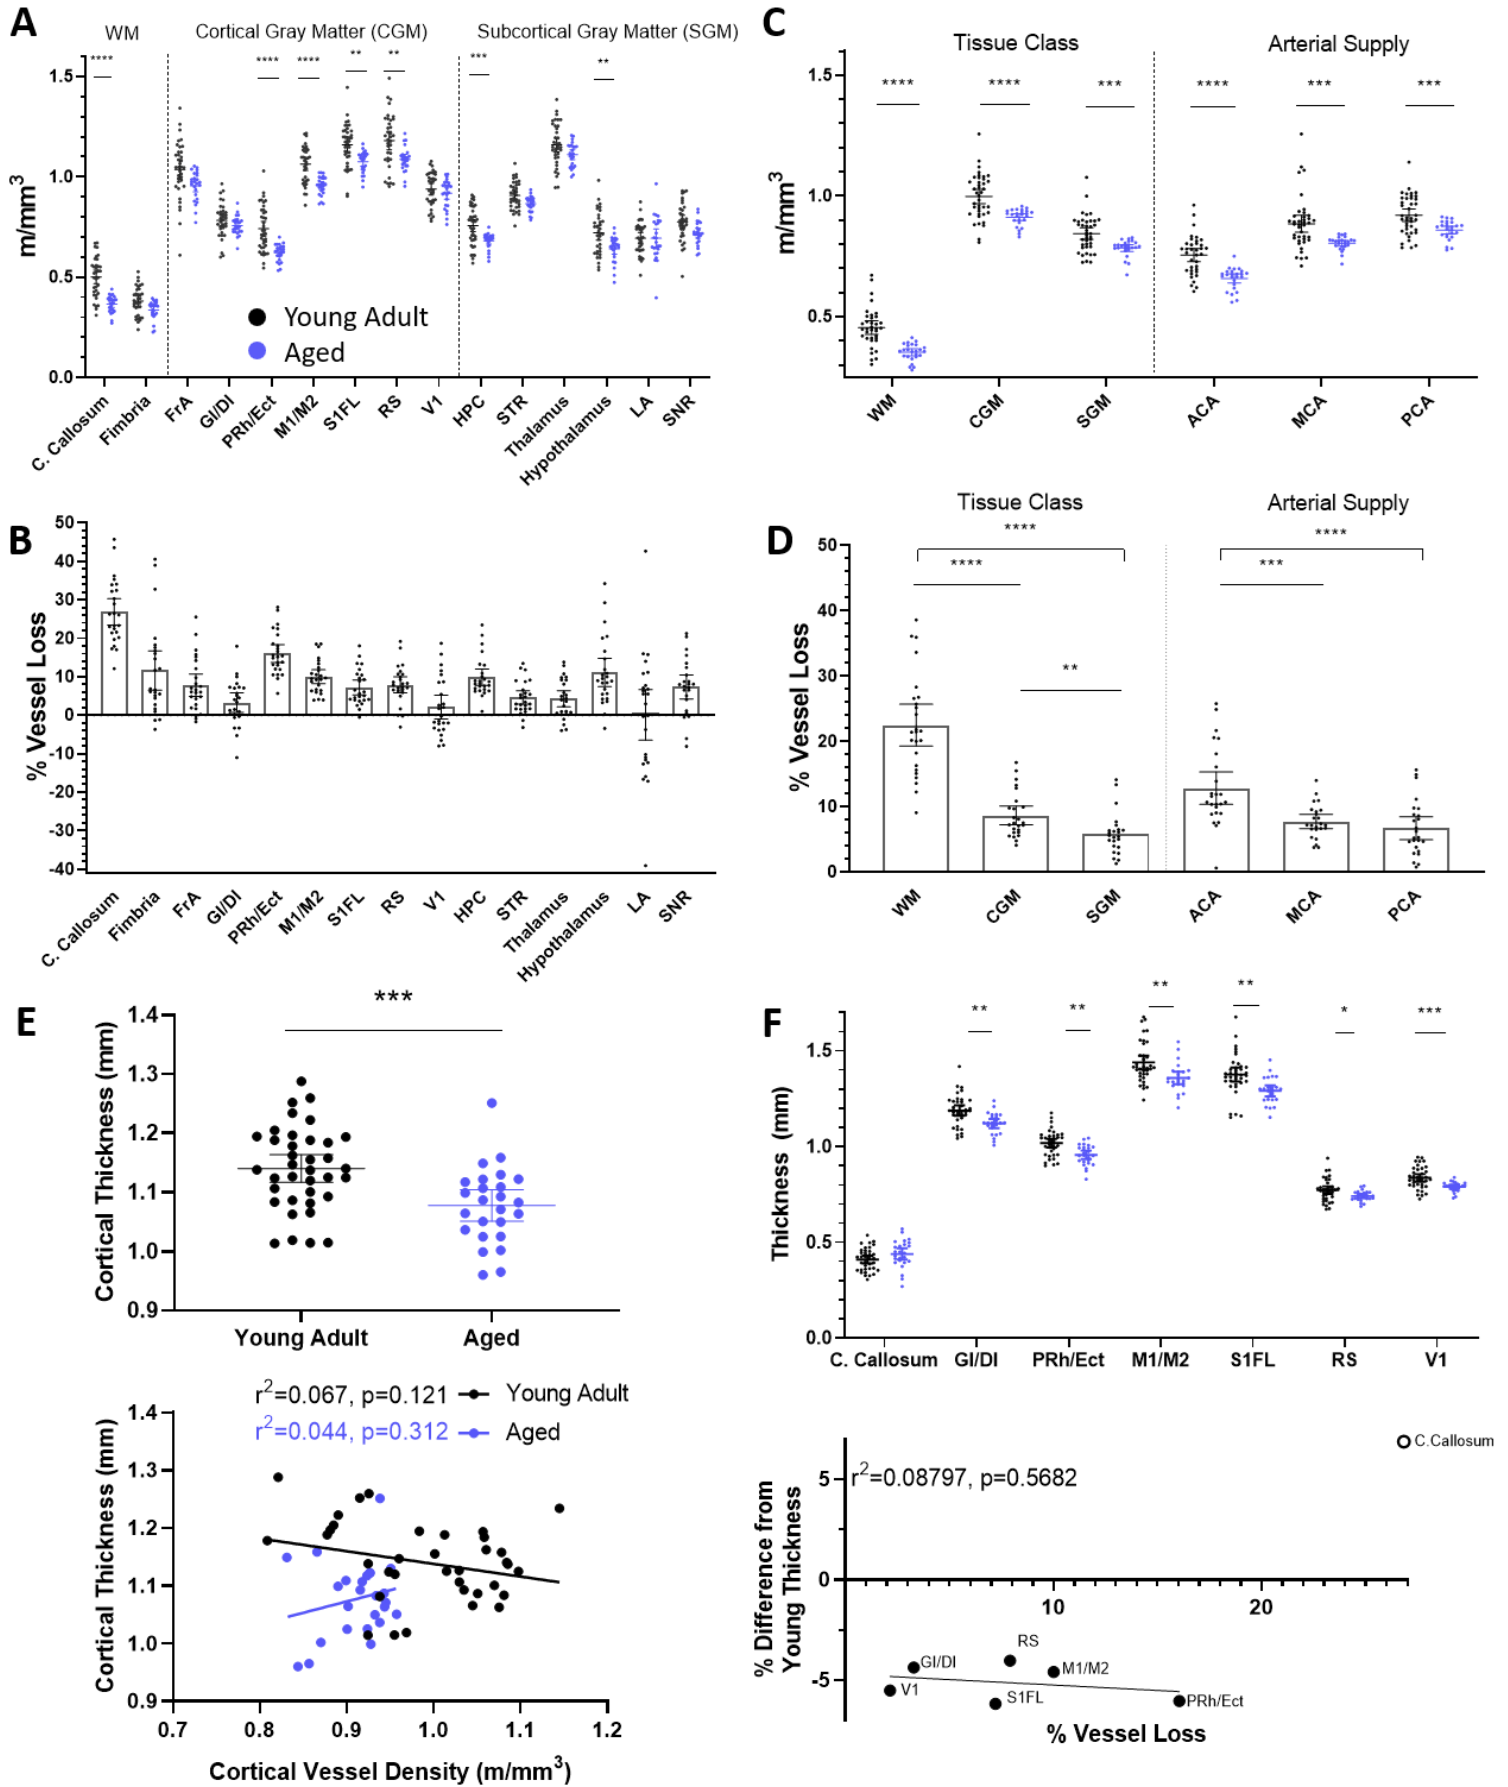 A
WM
Cortical Gray Matter (CGM)
Subcortical Gray Matter (SGM)
****
****
****
**
**
***
**
m/mm3
1.5
1.0
0.5
0.0
Young Adult
Aged
C. Callosum
Fimbria
FrA
GI/DI
PRh/Ect
M1/M2
S1FL
RS
V1
HPC
STR
Thalamus
Hypothalamus
LA
SNR
C
Tissue Class
Arterial Supply
****
****
***
****
***
***
m/mm3
1.5
1.0
0.5
WM
CGM
SGM
ACA
MCA
PCA
B
% Vessel Loss
50
40
30
20
10
0
-10
-20
-30
-40
C. Callosum
Fimbria
FrA
GI/DI
PRh/Ect
M1/M2
S1FL
RS
V1
HPC
STR
Thalamus
Hypothalamus
LA
SNR
D
Tissue Class
Arterial Supply
****
****
**
****
***
% Vessel Loss
50
40
30
20
10
0
WM
CGM
SGM
ACA
MCA
PCA
E
***
Cortical Thickness (mm)
1.4
1.3
1.2
1.1
1.0
0.9
Young Adult
Aged
r2=0.067, p=0.121
Young Adult
r2=0.044, p=0.312
Aged
Cortical Thickness (mm)
1.4
1.3
1.2
1.1
1.0
0.9
0.7
0.8
0.9
1.0
1.1
1.2
Cortical Vessel Density (m/mm3)
F
**
**
**
**
*
***
Thickness (mm)
1.5
1.0
0.5
0.0
C. Callosum
GI/DI
PRh/Ect
M1/M2
S1FL
RS
V1
C.Callosum
r2=0.08797, p=0.5682
% Difference from
Young Thickness
5
0
-5
10
20
GI/DI
V1
RS
S1FL
M1/M2
PRh/Ect
% Vessel Loss